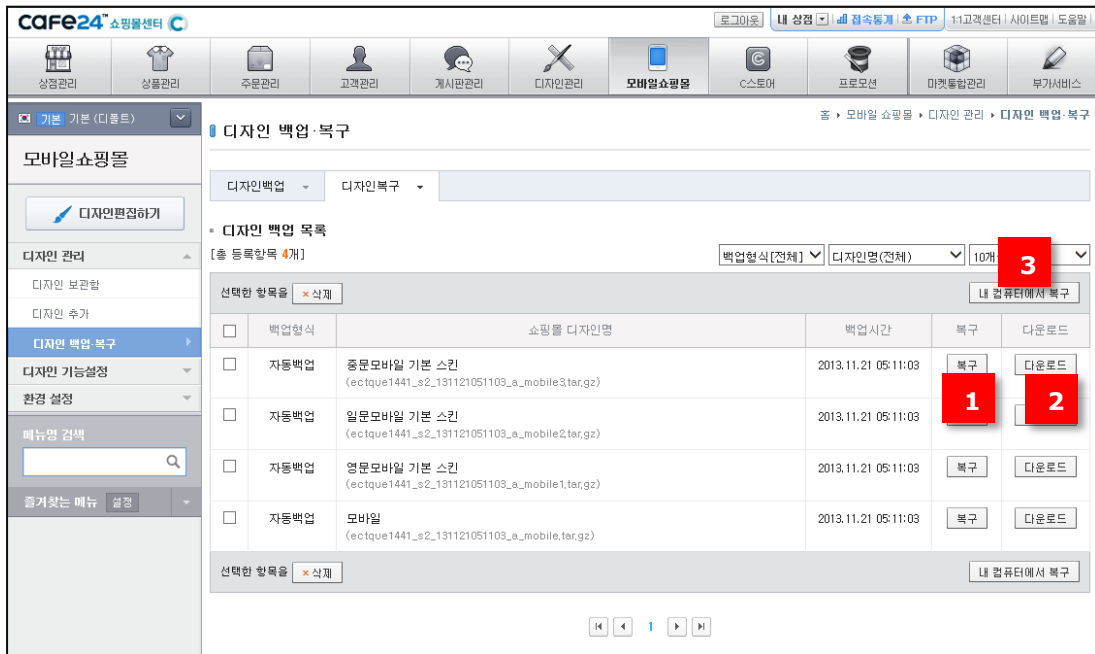 cafe24 쇼핑몰센터 C
로그아웃 내 상점 접속통계 FTP 1:1고객센터 사이트맵 도움말
상점관리 상품관리 주문관리 고객관리 게시판관리 디자인관리 모바일쇼핑몰 C스토어 프로모션 마켓통합관리 부가서비스
기본 기본 (디폴트)
홈 ▸ 모바일 쇼핑몰 ▸ 디자인 관리 ▸ 디자인 백업·복구
디자인 백업·복구
모바일쇼핑몰
디자인편집하기
디자인 관리
디자인 보관함
디자인 추가
디자인 백업·복구
디자인 기능설정
환경 설정
메뉴명 검색
즐겨찾는 메뉴 설정
디자인백업 디자인복구
디자인 백업 목록
[총 등록항목 4개]
백업형식[전체] 디자인명(전체) 10개
3
선택한 항목을 × 삭제 내 컴퓨터에서 복구
백업형식 쇼핑몰 디자인명 백업시간 복구 다운로드
자동백업 중문모바일 기본 스킨 2013.11.21 05:11:03 복구 다운로드
(ectque1441_s2_131121051103_a_mobile3.tar.gz)
1 2
자동백업 일문모바일 기본 스킨 2013.11.21 05:11:03
(ectque1441_s2_131121051103_a_mobile2.tar.gz)
자동백업 영문모바일 기본 스킨 2013.11.21 05:11:03 복구 다운로드
(ectque1441_s2_131121051103_a_mobile1.tar.gz)
자동백업 모바일 2013.11.21 05:11:03 복구 다운로드
(ectque1441_s2_131121051103_a_mobile.tar.gz)
선택한 항목을 × 삭제 내 컴퓨터에서 복구
1